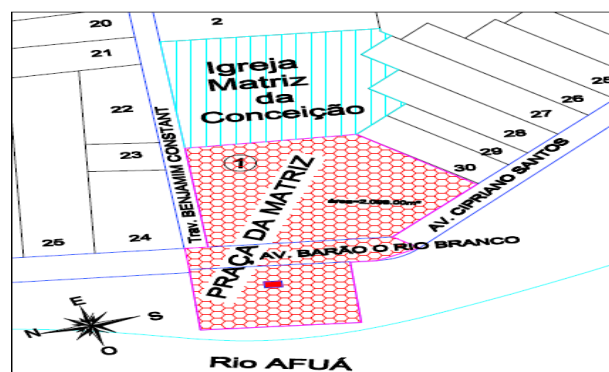 20
2
21
22
23
24
25
Igreja
Matriz
da
Conceição
Trav. BENJAMIM CONSTANT
1
PRAÇA DA MATRIZ
25
26
27
28
29
30
AV. CIPRIANO SANTOS
AV. BARÃO O RIO BRANCO
E
S
N
O
Rio AFUÁ